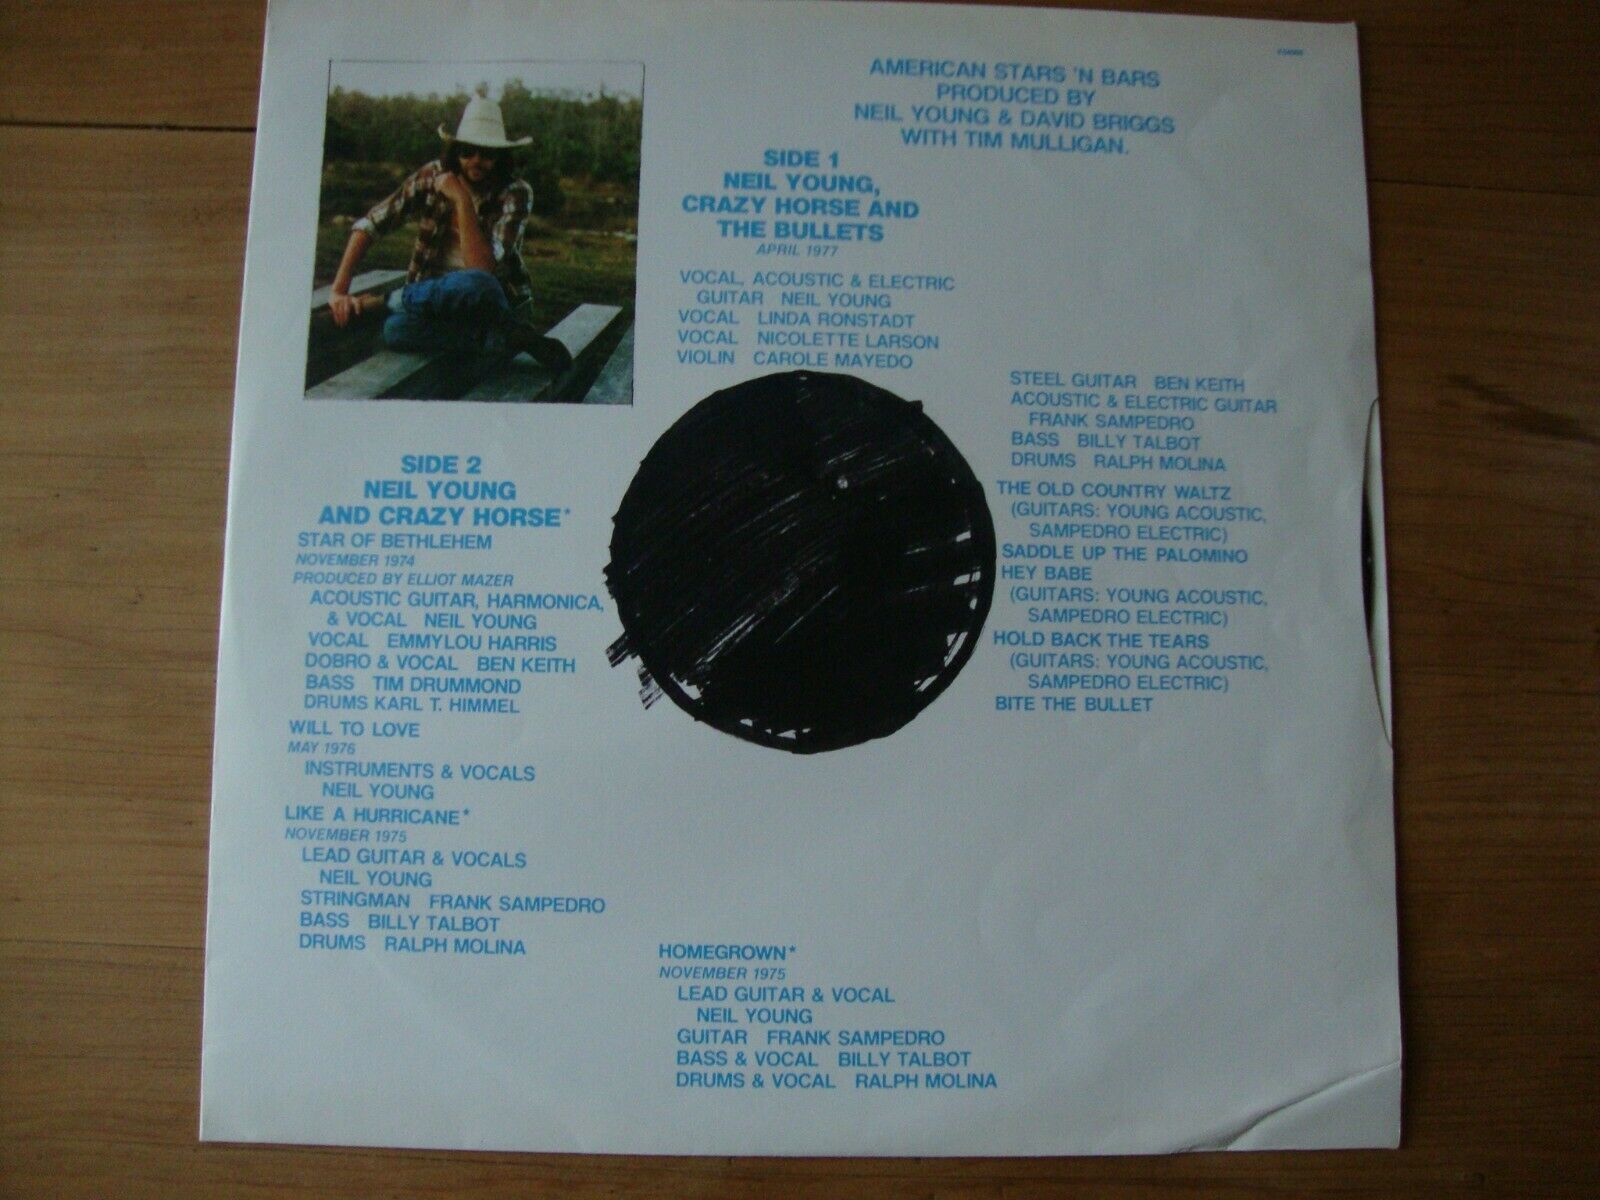 AMERICAN STARS 'N BARS
PRODUCED BY
NEIL YOUNG & DAVID BRIGGS
WITH TIM MULLIGAN.
SIDE 1
NEIL YOUNG,
CRAZY HORSE AND
THE BULLETS
APRIL 1977
VOCAL, ACOUSTIC & ELECTRIC
GUITAR NEIL YOUNG
VOCAL LINDA RONSTADT
VOCAL NICOLETTE LARSON
VIOLIN CAROLE MAYEDO
STEEL GUITAR BEN KEITH
ACOUSTIC & ELECTRIC GUITAR
FRANK SAMPEDRO
BASS BILLY TALBOT
DRUMS RALPH MOLINA
THE OLD COUNTRY WALTZ
(GUITARS: YOUNG ACOUSTIC,
SAMPEDRO ELECTRIC)
SADDLE UP THE PALOMINO
HEY BABE
(GUITARS: YOUNG ACOUSTIC,
SAMPEDRO ELECTRIC)
HOLD BACK THE TEARS
(GUITARS: YOUNG ACOUSTIC,
SAMPEDRO ELECTRIC)
BITE THE BULLET
SIDE 2
NEIL YOUNG
AND CRAZY HORSE*
STAR OF BETHLEHEM
NOVEMBER 1974
PRODUCED BY ELLIOT MAZER
ACOUSTIC GUITAR, HARMONICA,
& VOCAL NEIL YOUNG
VOCAL EMMYLOU HARRIS
DOBRO & VOCAL BEN KEITH
BASS TIM DRUMMOND
DRUMS KARL T. HIMMEL
WILL TO LOVE
MAY 1976
INSTRUMENTS & VOCALS
NEIL YOUNG
LIKE A HURRICANE*
NOVEMBER 1975
LEAD GUITAR & VOCALS
NEIL YOUNG
STRINGMAN FRANK SAMPEDRO
BASS BILLY TALBOT
DRUMS RALPH MOLINA
HOMEGROWN*
NOVEMBER 1975
LEAD GUITAR & VOCAL
NEIL YOUNG
GUITAR FRANK SAMPEDRO
BASS & VOCAL BILLY TALBOT
DRUMS & VOCAL RALPH MOLINA